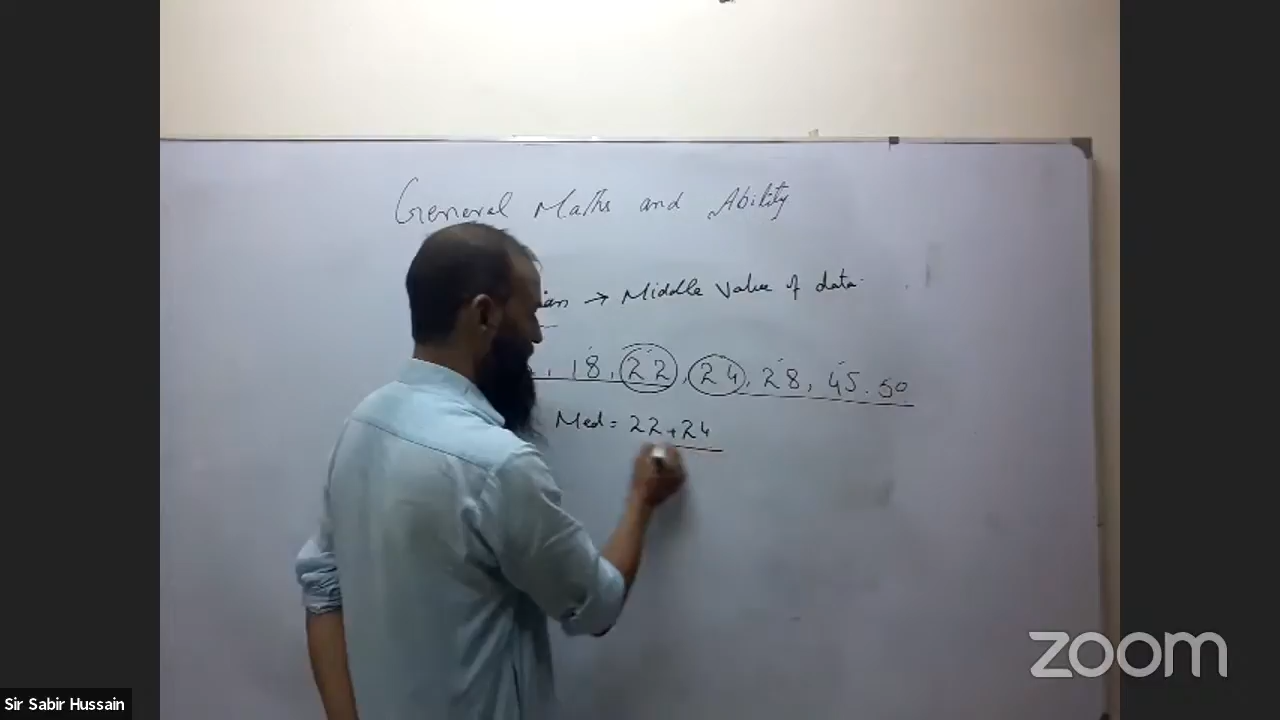 General Maths and Ability
→ Middle value of data
18, 22, 24, 28, 45. 50
Med = 22+24
zoom
Sir Sabir Hussain